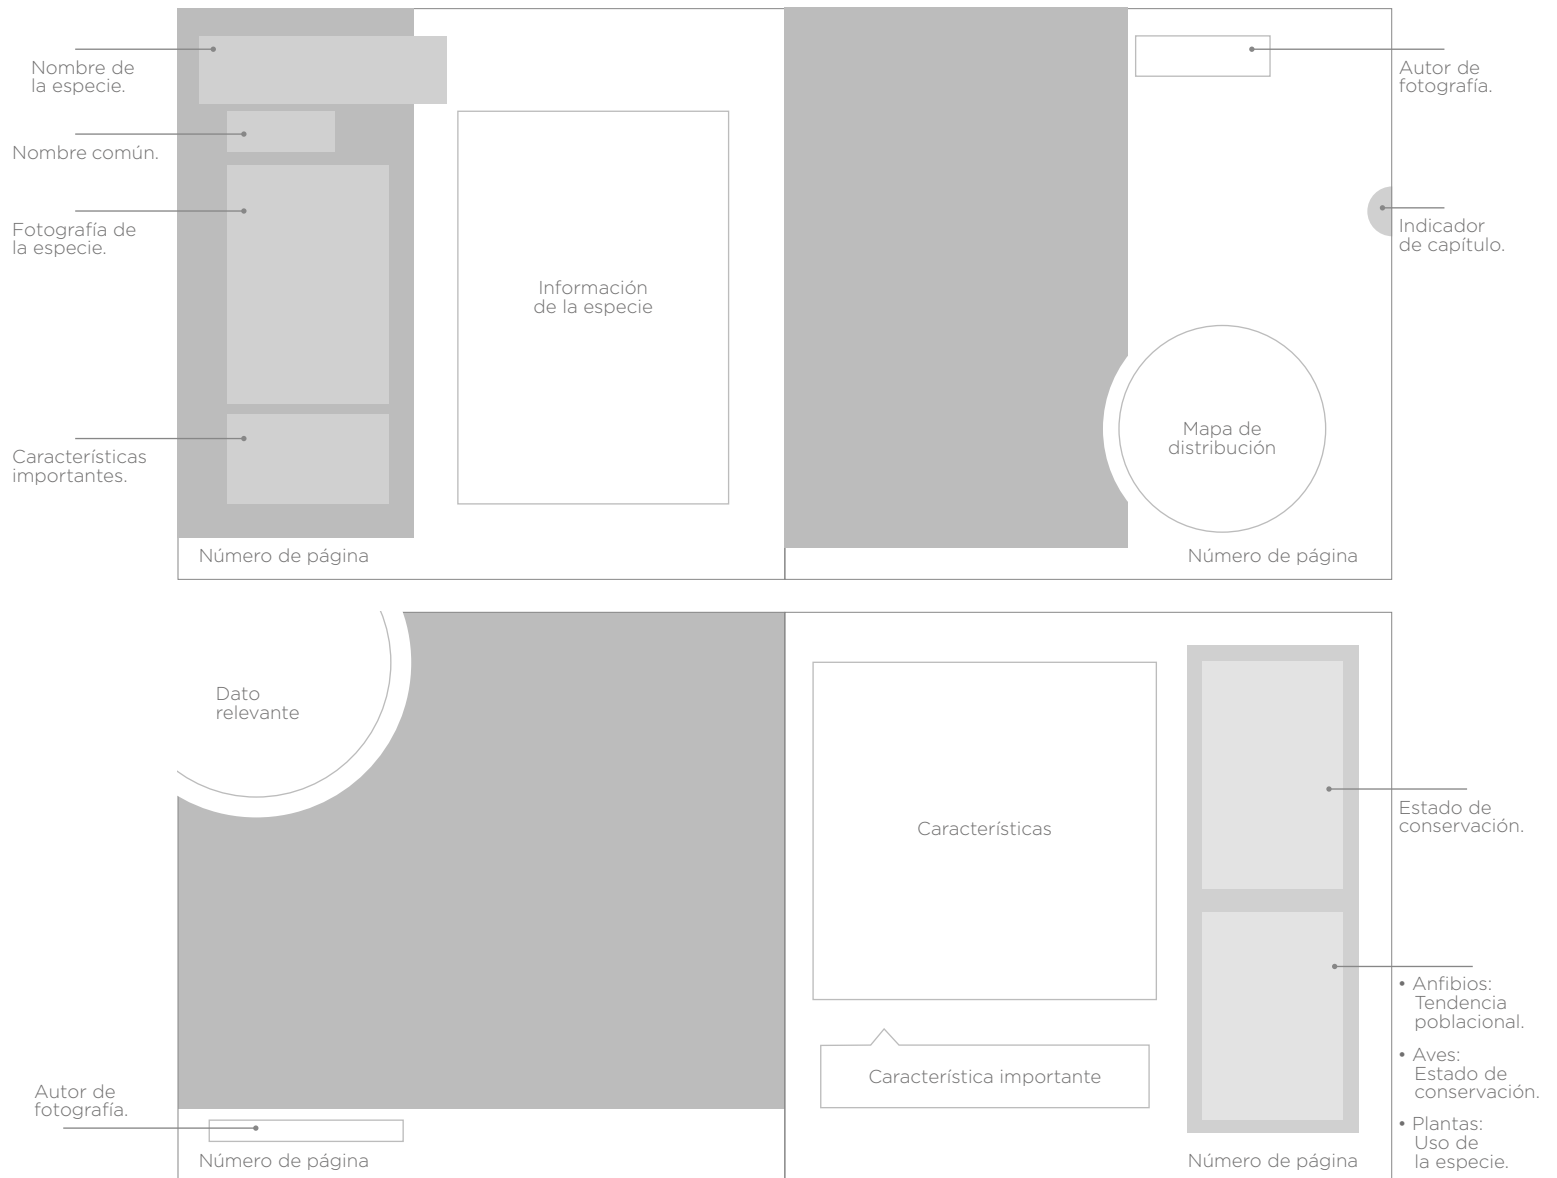 Nombre de
la especie.
Nombre común.
Fotografía de
la especie.
Características
importantes.
Información
de la especie
Número de página
Autor de
fotografía.
Indicador
de capítulo.
Mapa de
distribución
Número de página
Dato
relevante
Autor de
fotografía.
Número de página
Características
Característica importante
Estado de
conservación.
• Anfibios:
Tendencia
poblacional.
• Aves:
Estado de
conservación.
• Plantas:
Uso de
la especie.
Número de página